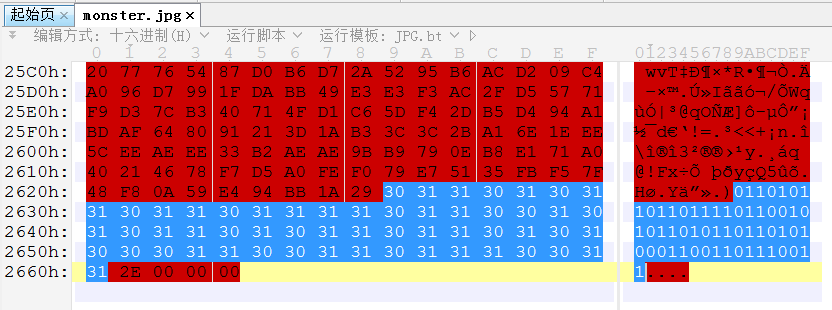 起始页 × monster.jpg ×
编辑方式: 十六进制(H) 运行脚本 运行模板: JPG.bt
0 1 2 3 4 5 6 7 8 9 A B C D E F 0123456789ABCDEF
25C0h: 20 77 76 54 87 D0 B6 D7 2A 52 95 B6 AC D2 09 C4 wvT‡Ð¶×*R•¶¬Ò.Ä
25D0h: A0 96 D7 99 1F DA BB 49 E3 E3 F3 AC 2F D5 57 71 –×™.Ú»Iããó¬/ÕWq
25E0h: F9 D3 7C B3 40 71 4F D1 C6 5D F4 2D B5 D4 94 A1 ùÓ|³@qOÑÆ]ô-µÔ”¡
25F0h: BD AF 64 80 91 21 3D 1A B3 3C 3C 2B A1 6E 1E EE ½¯d€‘!=.³<<+¡n.î
2600h: 5C EE AE EE 33 B2 AE AE 9B B9 79 0E B8 E1 71 A0 \î®î3²®®›¹y.¸áq
2610h: 40 21 46 78 F7 D5 A0 FE F0 79 E7 51 35 FB F5 7F @!Fx÷Õ þðyçQ5ûõ.
2620h: 48 F8 0A 59 E4 94 BB 1A 29 30 31 31 30 31 30 31 Hø.Yä”».)0110101
2630h: 31 30 31 31 30 31 31 31 31 30 31 31 30 30 31 30 1011011110110010
2640h: 31 30 31 31 30 31 30 31 31 30 31 31 30 31 30 31 1011010110110101
2650h: 30 30 30 31 31 30 30 31 31 30 31 31 31 30 30 31 0001100110111001
2660h: 31 2E 00 00 00 1....